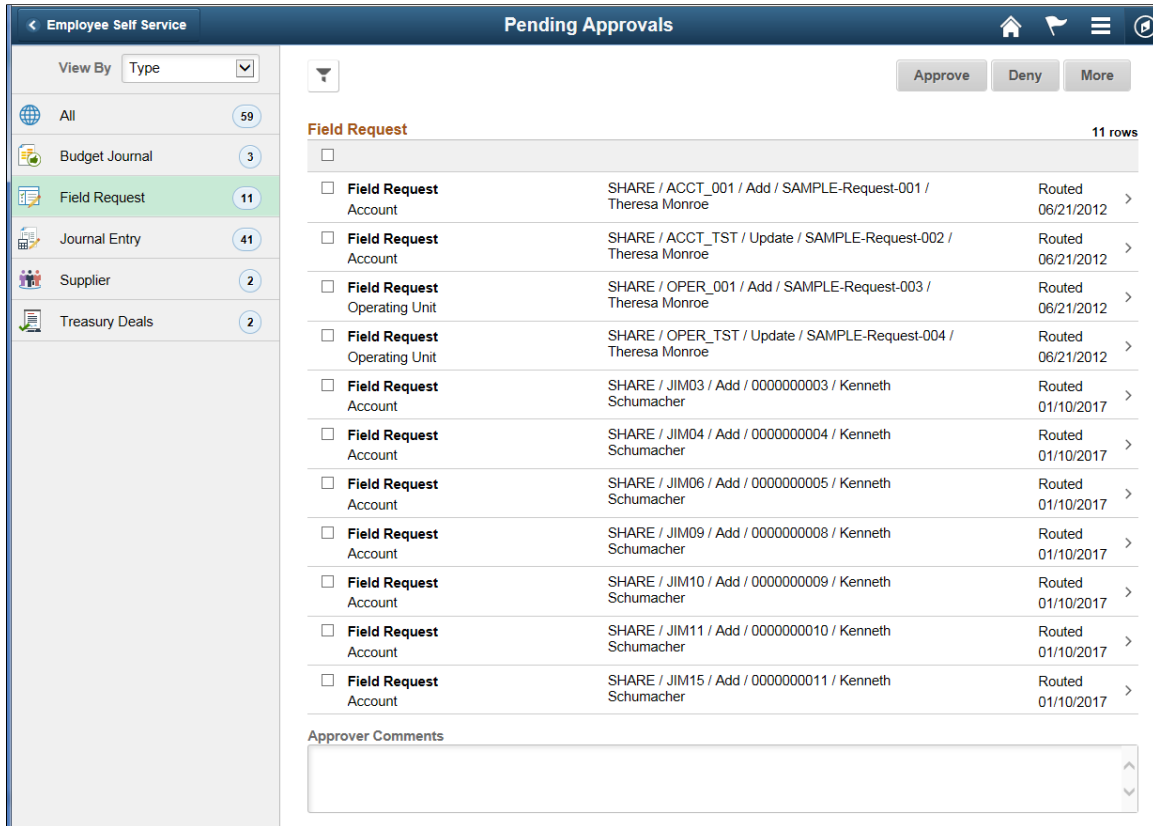 Employee Self Service
Pending Approvals
View By Type
All 59
Budget Journal 3
Field Request 11
Journal Entry 41
Supplier 2
Treasury Deals 2
Approve Deny More
Field Request 11 rows
Field Request SHARE / ACCT_001 / Add / SAMPLE-Request-001 / Routed
Account Theresa Monroe 06/21/2012
Field Request SHARE / ACCT_TST / Update / SAMPLE-Request-002 / Routed
Account Theresa Monroe 06/21/2012
Field Request SHARE / OPER_001 / Add / SAMPLE-Request-003 / Routed
Operating Unit Theresa Monroe 06/21/2012
Field Request SHARE / OPER_TST / Update / SAMPLE-Request-004 / Routed
Operating Unit Theresa Monroe 06/21/2012
Field Request SHARE / JIM03 / Add / 0000000003 / Kenneth Routed
Account Schumacher 01/10/2017
Field Request SHARE / JIM04 / Add / 0000000004 / Kenneth Routed
Account Schumacher 01/10/2017
Field Request SHARE / JIM06 / Add / 0000000005 / Kenneth Routed
Account Schumacher 01/10/2017
Field Request SHARE / JIM09 / Add / 0000000008 / Kenneth Routed
Account Schumacher 01/10/2017
Field Request SHARE / JIM10 / Add / 0000000009 / Kenneth Routed
Account Schumacher 01/10/2017
Field Request SHARE / JIM11 / Add / 0000000010 / Kenneth Routed
Account Schumacher 01/10/2017
Field Request SHARE / JIM15 / Add / 0000000011 / Kenneth Routed
Account Schumacher 01/10/2017
Approver Comments